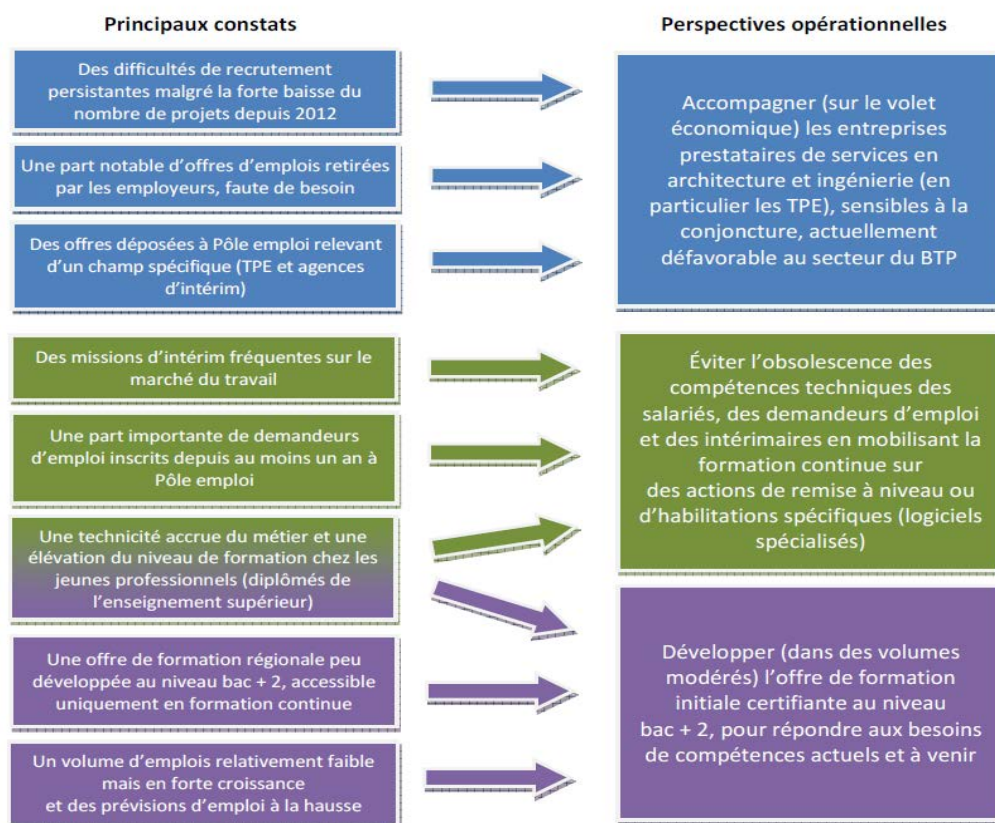 Principaux constats
Perspectives opérationnelles
Des difficultés de recrutement
persistantes malgré la forte baisse du
nombre de projets depuis 2012
Une part notable d'offres d'emplois retirées
par les employeurs, faute de besoin
Des offres déposées à Pôle emploi relevant
d'un champ spécifique (TPE et agences
d'intérim)
Accompagner (sur le volet
économique) les entreprises
prestataires de services en
architecture et ingénierie (en
particulier les TPE), sensibles à la
conjoncture, actuellement
défavorable au secteur du BTP
Des missions d'intérim fréquentes sur le
marché du travail
Une part importante de demandeurs
d'emploi inscrits depuis au moins un an à
Pôle emploi
Une technicité accrue du métier et une
élévation du niveau de formation chez les
jeunes professionnels (diplômés de
l'enseignement supérieur)
Éviter l'obsolescence des
compétences techniques des
salariés, des demandeurs d'emploi
et des intérimaires en mobilisant la
formation continue sur
des actions de remise à niveau ou
d'habilitations spécifiques (logiciels
spécialisés)
Une offre de formation régionale peu
développée au niveau bac + 2, accessible
uniquement en formation continue
Un volume d'emplois relativement faible
mais en forte croissance
et des prévisions d'emploi à la hausse
Développer (dans des volumes
modérés) l'offre de formation
initiale certifiante au niveau
bac + 2, pour répondre aux besoins
de compétences actuels et à venir